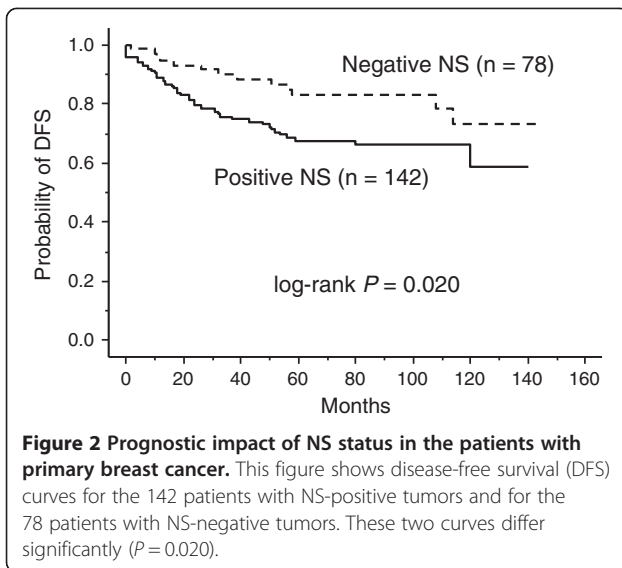 1.0
0.8
0.6
0.4
0.2
0.0
Probability of DFS
Negative NS (n = 78)
Positive NS (n = 142)
log-rank P = 0.020
0 20 40 60 80 100 120 140 160
Months
Figure 2 Prognostic impact of NS status in the patients with
primary breast cancer. This figure shows disease-free survival (DFS)
curves for the 142 patients with NS-positive tumors and for the
78 patients with NS-negative tumors. These two curves differ
significantly (P = 0.020).